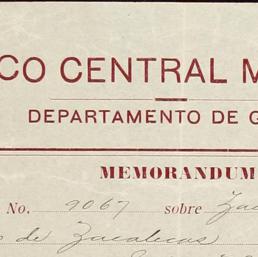 CO CENTRAL M
DEPARTAMENTO DE G
MEMORANDUM
No. 9067 sobre Zac
de Zacatecas